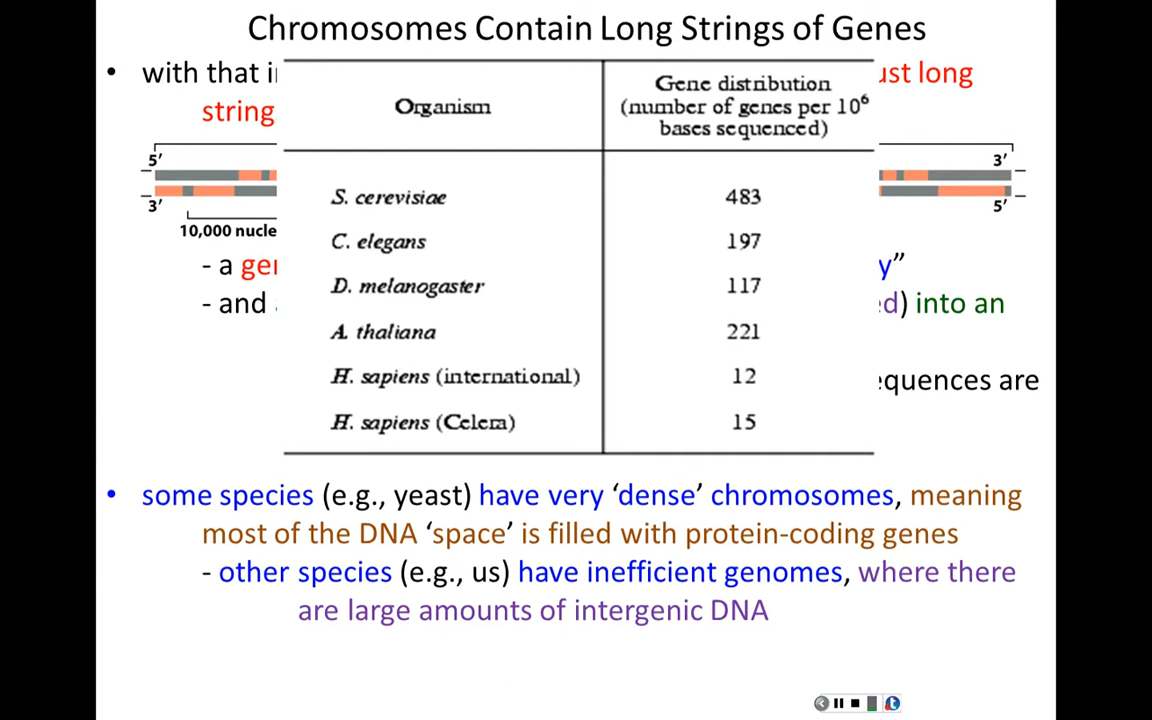 Chromosomes Contain Long Strings of Genes
• with that
ust long
string
Organism
Gene distribution
(number of genes per 10⁶
bases sequenced)
5′
3′
3′
5′
10,000 nucle
S. cerevisiae 483
C. elegans 197
- a
y”
D. melanogaster 117
- and
d) into an
A. thaliana 221
H. sapiens (international) 12
equences are
H. sapiens (Celera) 15
• some species (e.g., yeast) have very ‘dense’ chromosomes, meaning
most of the DNA ‘space’ is filled with protein-coding genes
- other species (e.g., us) have inefficient genomes, where there
are large amounts of intergenic DNA